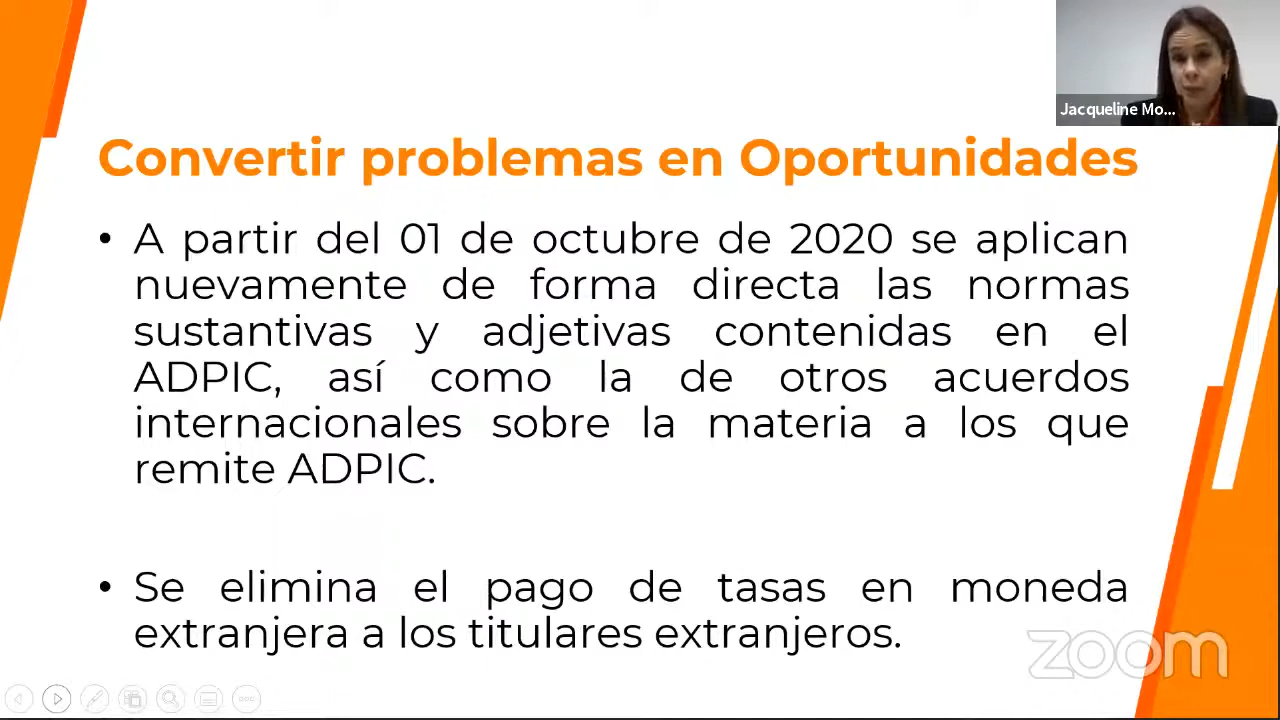 Jacqueline Mo...
Convertir problemas en Oportunidades
• A partir del 01 de octubre de 2020 se aplican
nuevamente de forma directa las normas
sustantivas y adjetivas contenidas en el
ADPIC, así como la de otros acuerdos
internacionales sobre la materia a los que
remite ADPIC.
• Se elimina el pago de tasas en moneda
extranjera a los titulares extranjeros.
zoom